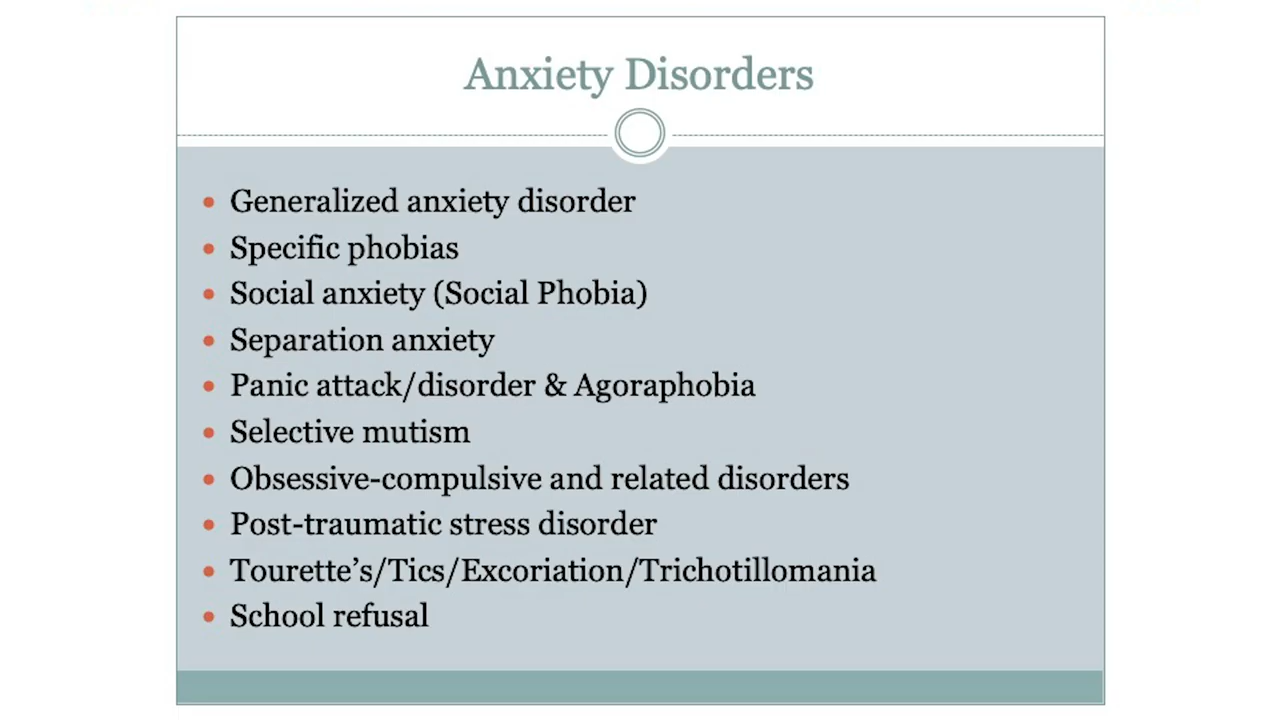 Anxiety Disorders
• Generalized anxiety disorder
• Specific phobias
• Social anxiety (Social Phobia)
• Separation anxiety
• Panic attack/disorder & Agoraphobia
• Selective mutism
• Obsessive-compulsive and related disorders
• Post-traumatic stress disorder
• Tourette’s/Tics/Excoriation/Trichotillomania
• School refusal